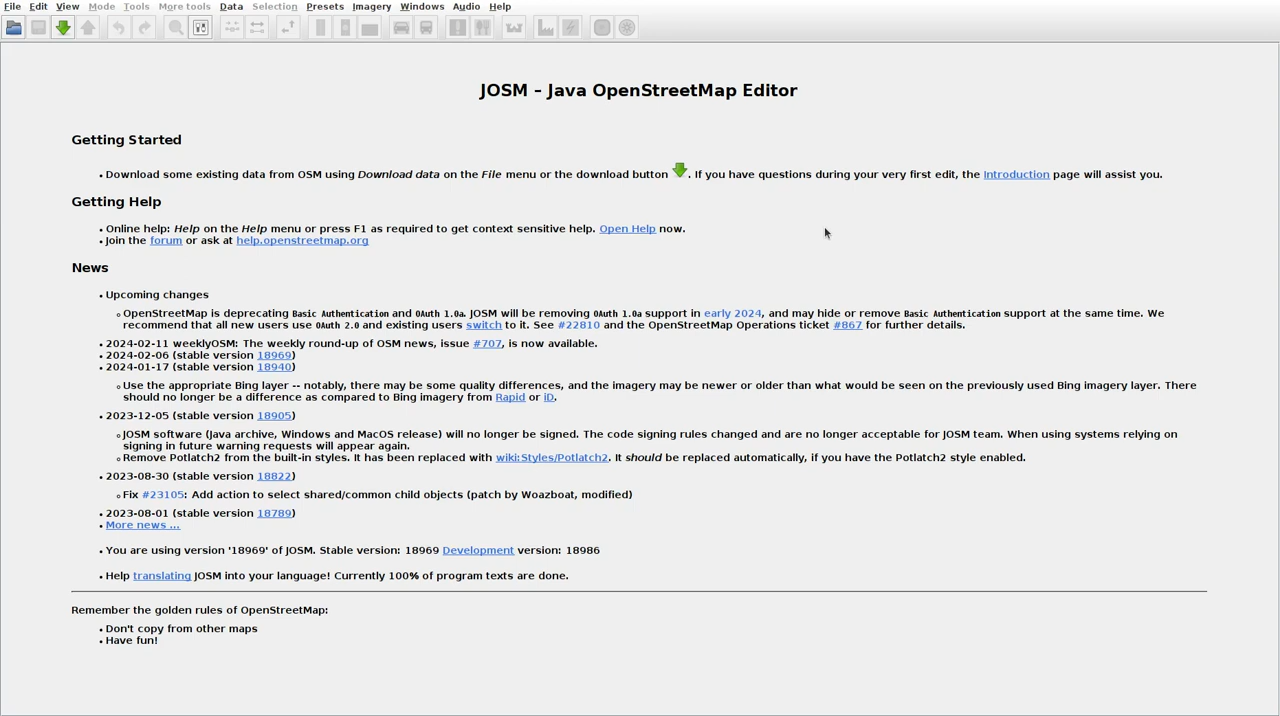 File Edit View Mode Tools More tools Data Selection Presets Imagery Windows Audio Help
JOSM – Java OpenStreetMap Editor
Getting Started
• Download some existing data from OSM using Download data on the File menu or the download button . If you have questions during your very first edit, the Introduction page will assist you.
Getting Help
• Online help: Help on the Help menu or press F1 as required to get context sensitive help. Open Help now.
• Join the forum or ask at help.openstreetmap.org
News
• Upcoming changes
◦ OpenStreetMap is deprecating Basic Authentication and OAuth 1.0a. JOSM will be removing OAuth 1.0a support in early 2024, and may hide or remove Basic Authentication support at the same time. We
recommend that all new users use OAuth 2.0 and existing users switch to it. See #22810 and the OpenStreetMap Operations ticket #867 for further details.
• 2024-02-11 weeklyOSM: The weekly round-up of OSM news, issue #707, is now available.
• 2024-02-06 (stable version 18969)
• 2024-01-17 (stable version 18940)
◦ Use the appropriate Bing layer -- notably, there may be some quality differences, and the imagery may be newer or older than what would be seen on the previously used Bing imagery layer. There
should no longer be a difference as compared to Bing imagery from Rapid or iD.
• 2023-12-05 (stable version 18905)
◦ JOSM software (Java archive, Windows and MacOS release) will no longer be signed. The code signing rules changed and are no longer acceptable for JOSM team. When using systems relying on
signing in future warning requests will appear again.
◦ Remove Potlatch2 from the built-in styles. It has been replaced with wiki:Styles/Potlatch2. It should be replaced automatically, if you have the Potlatch2 style enabled.
• 2023-08-30 (stable version 18822)
◦ Fix #23105: Add action to select shared/common child objects (patch by Woazboat, modified)
• 2023-08-01 (stable version 18789)
• More news ...
• You are using version '18969' of JOSM. Stable version: 18969 Development version: 18986
• Help translating JOSM into your language! Currently 100% of program texts are done.
Remember the golden rules of OpenStreetMap:
• Don't copy from other maps
• Have fun!